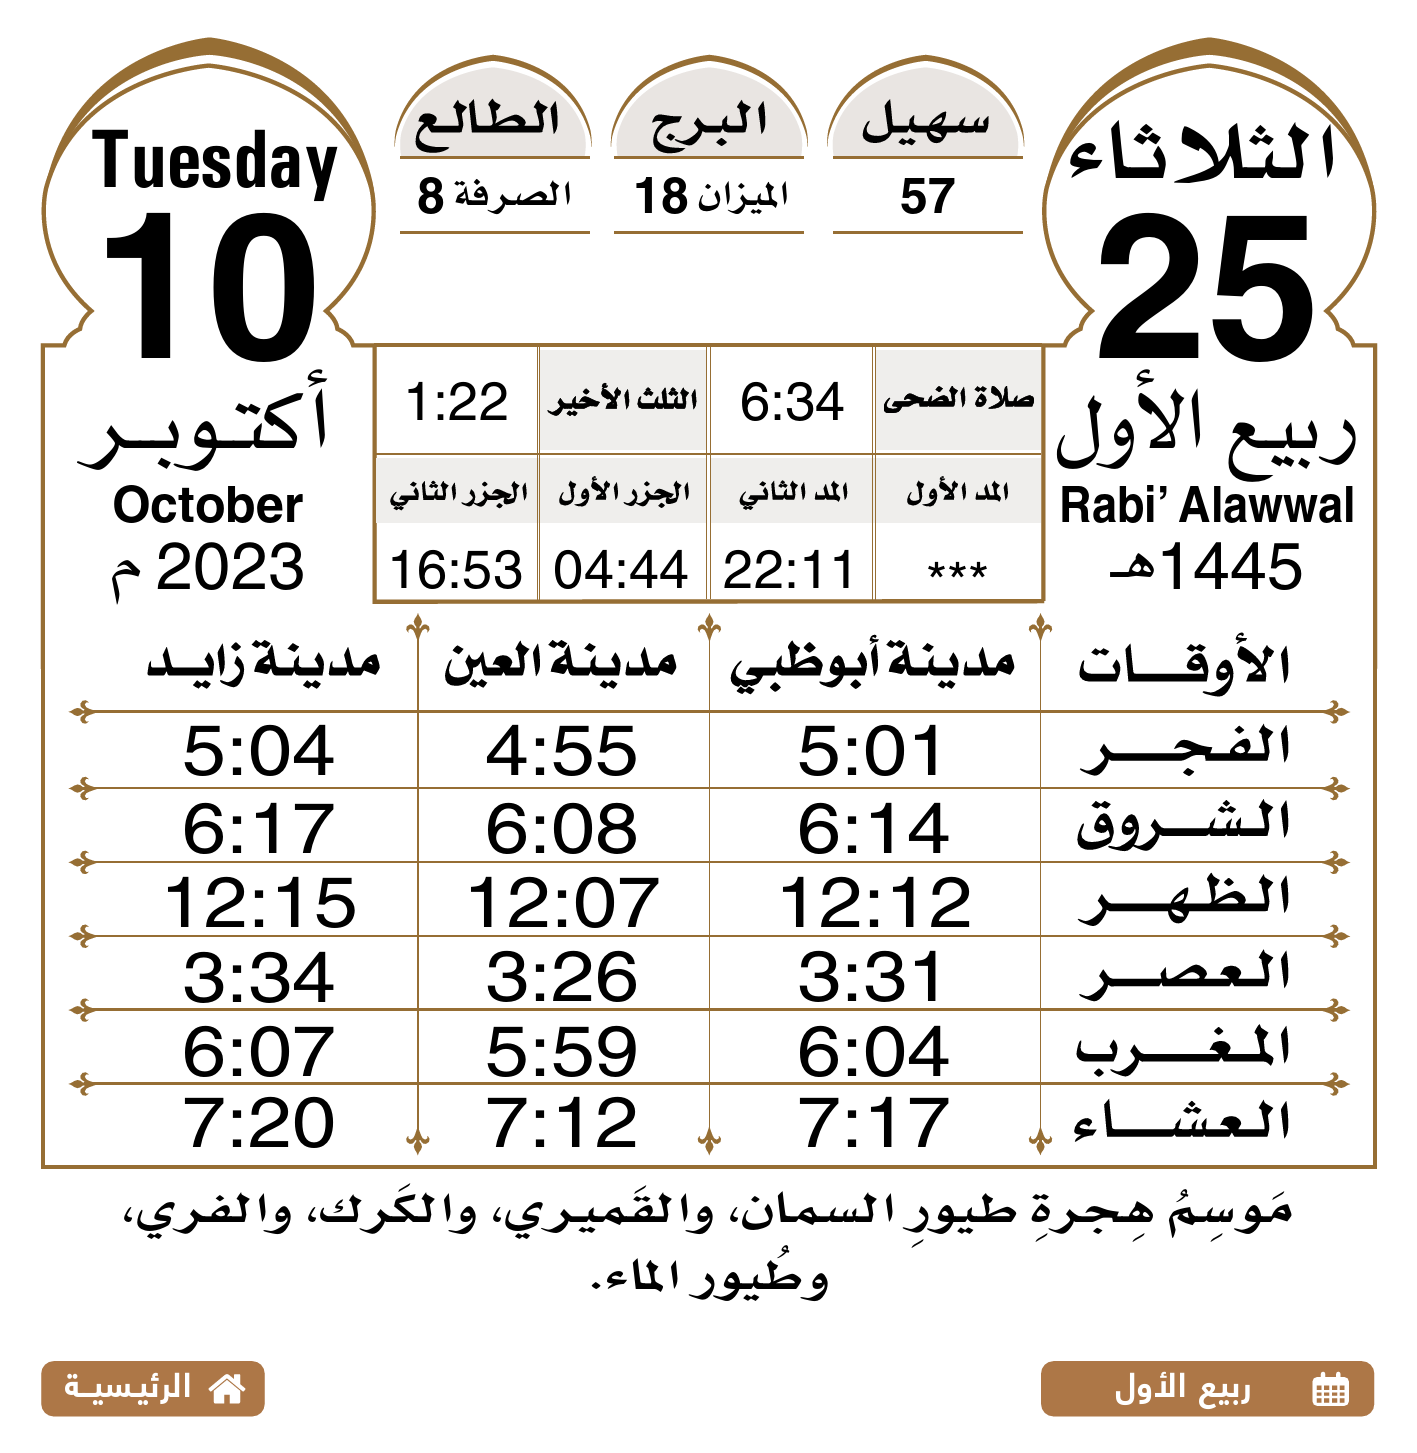 الثلاثاء
25
ربيع الأول
Rabi’ Alawwal
1445هـ
سهيل
57
البرج
الميزان 18
الطالع
الصرفة 8
Tuesday
10
أكتوبر
October
2023 م
صلاة الضحى 6:34 الثلث الأخير 1:22
المد الأول المد الثاني الجزر الأول الجزر الثاني
*** 22:11 04:44 16:53
الأوقات مدينة أبوظبي مدينة العين مدينة زايد
الفجر 5:01 4:55 5:04
الشروق 6:14 6:08 6:17
الظهر 12:12 12:07 12:15
العصر 3:31 3:26 3:34
المغرب 6:04 5:59 6:07
العشاء 7:17 7:12 7:20
مَوسِمُ هِجرةِ طيورِ السمان، والقَميري، والكَرك، والفري،
وطُيور الماء.
ربيع الأول
الرئيسية